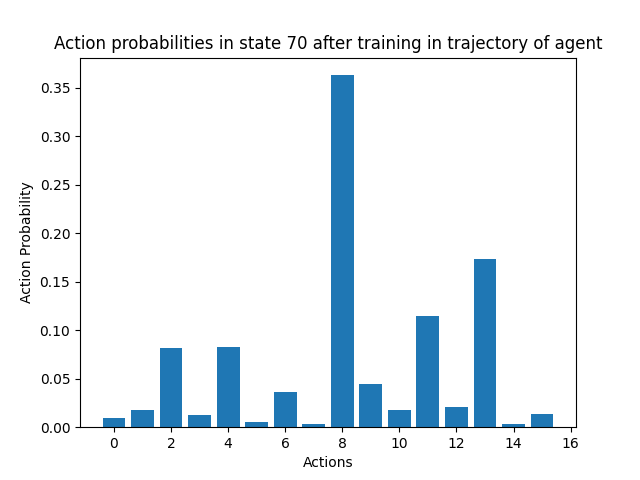 Action probabilities in state 70 after training in trajectory of agent
Action Probability
0.35
0.30
0.25
0.20
0.15
0.10
0.05
0.00
0 2 4 6 8 10 12 14 16
Actions